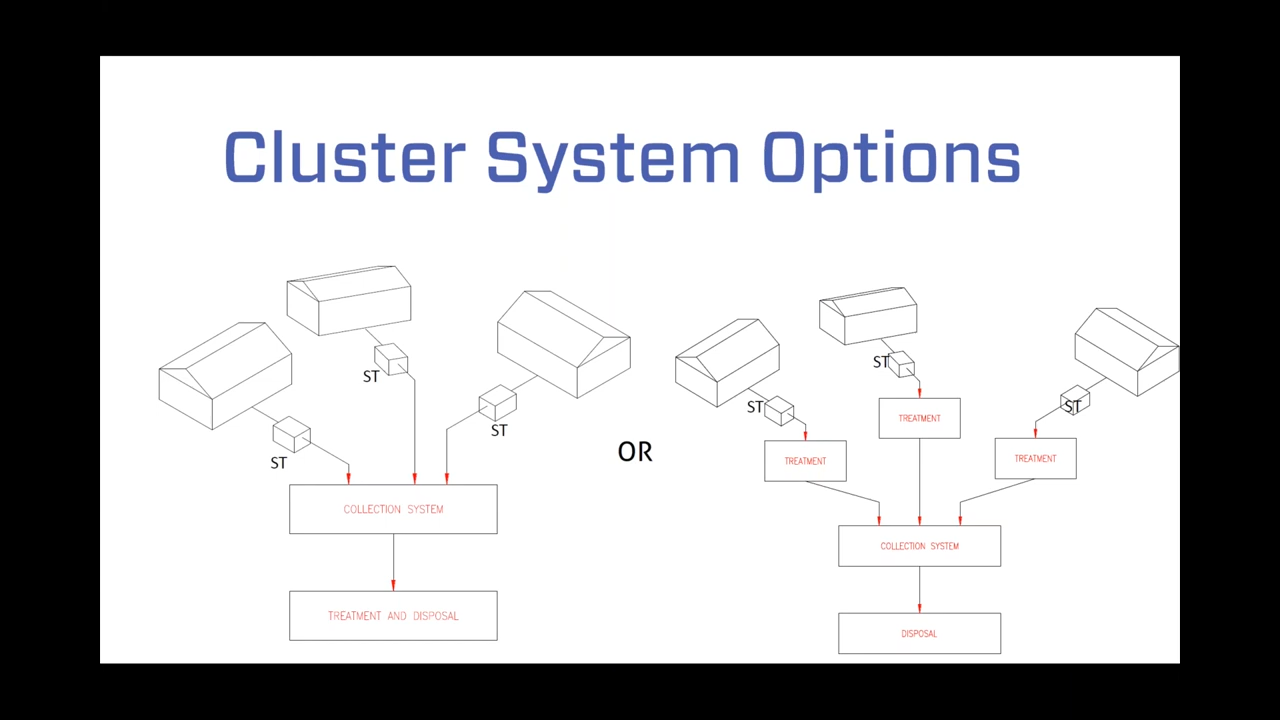 Cluster System Options
ST
ST
ST
COLLECTION SYSTEM
TREATMENT AND DISPOSAL
OR
ST
ST
ST
TREATMENT
TREATMENT
TREATMENT
COLLECTION SYSTEM
DISPOSAL